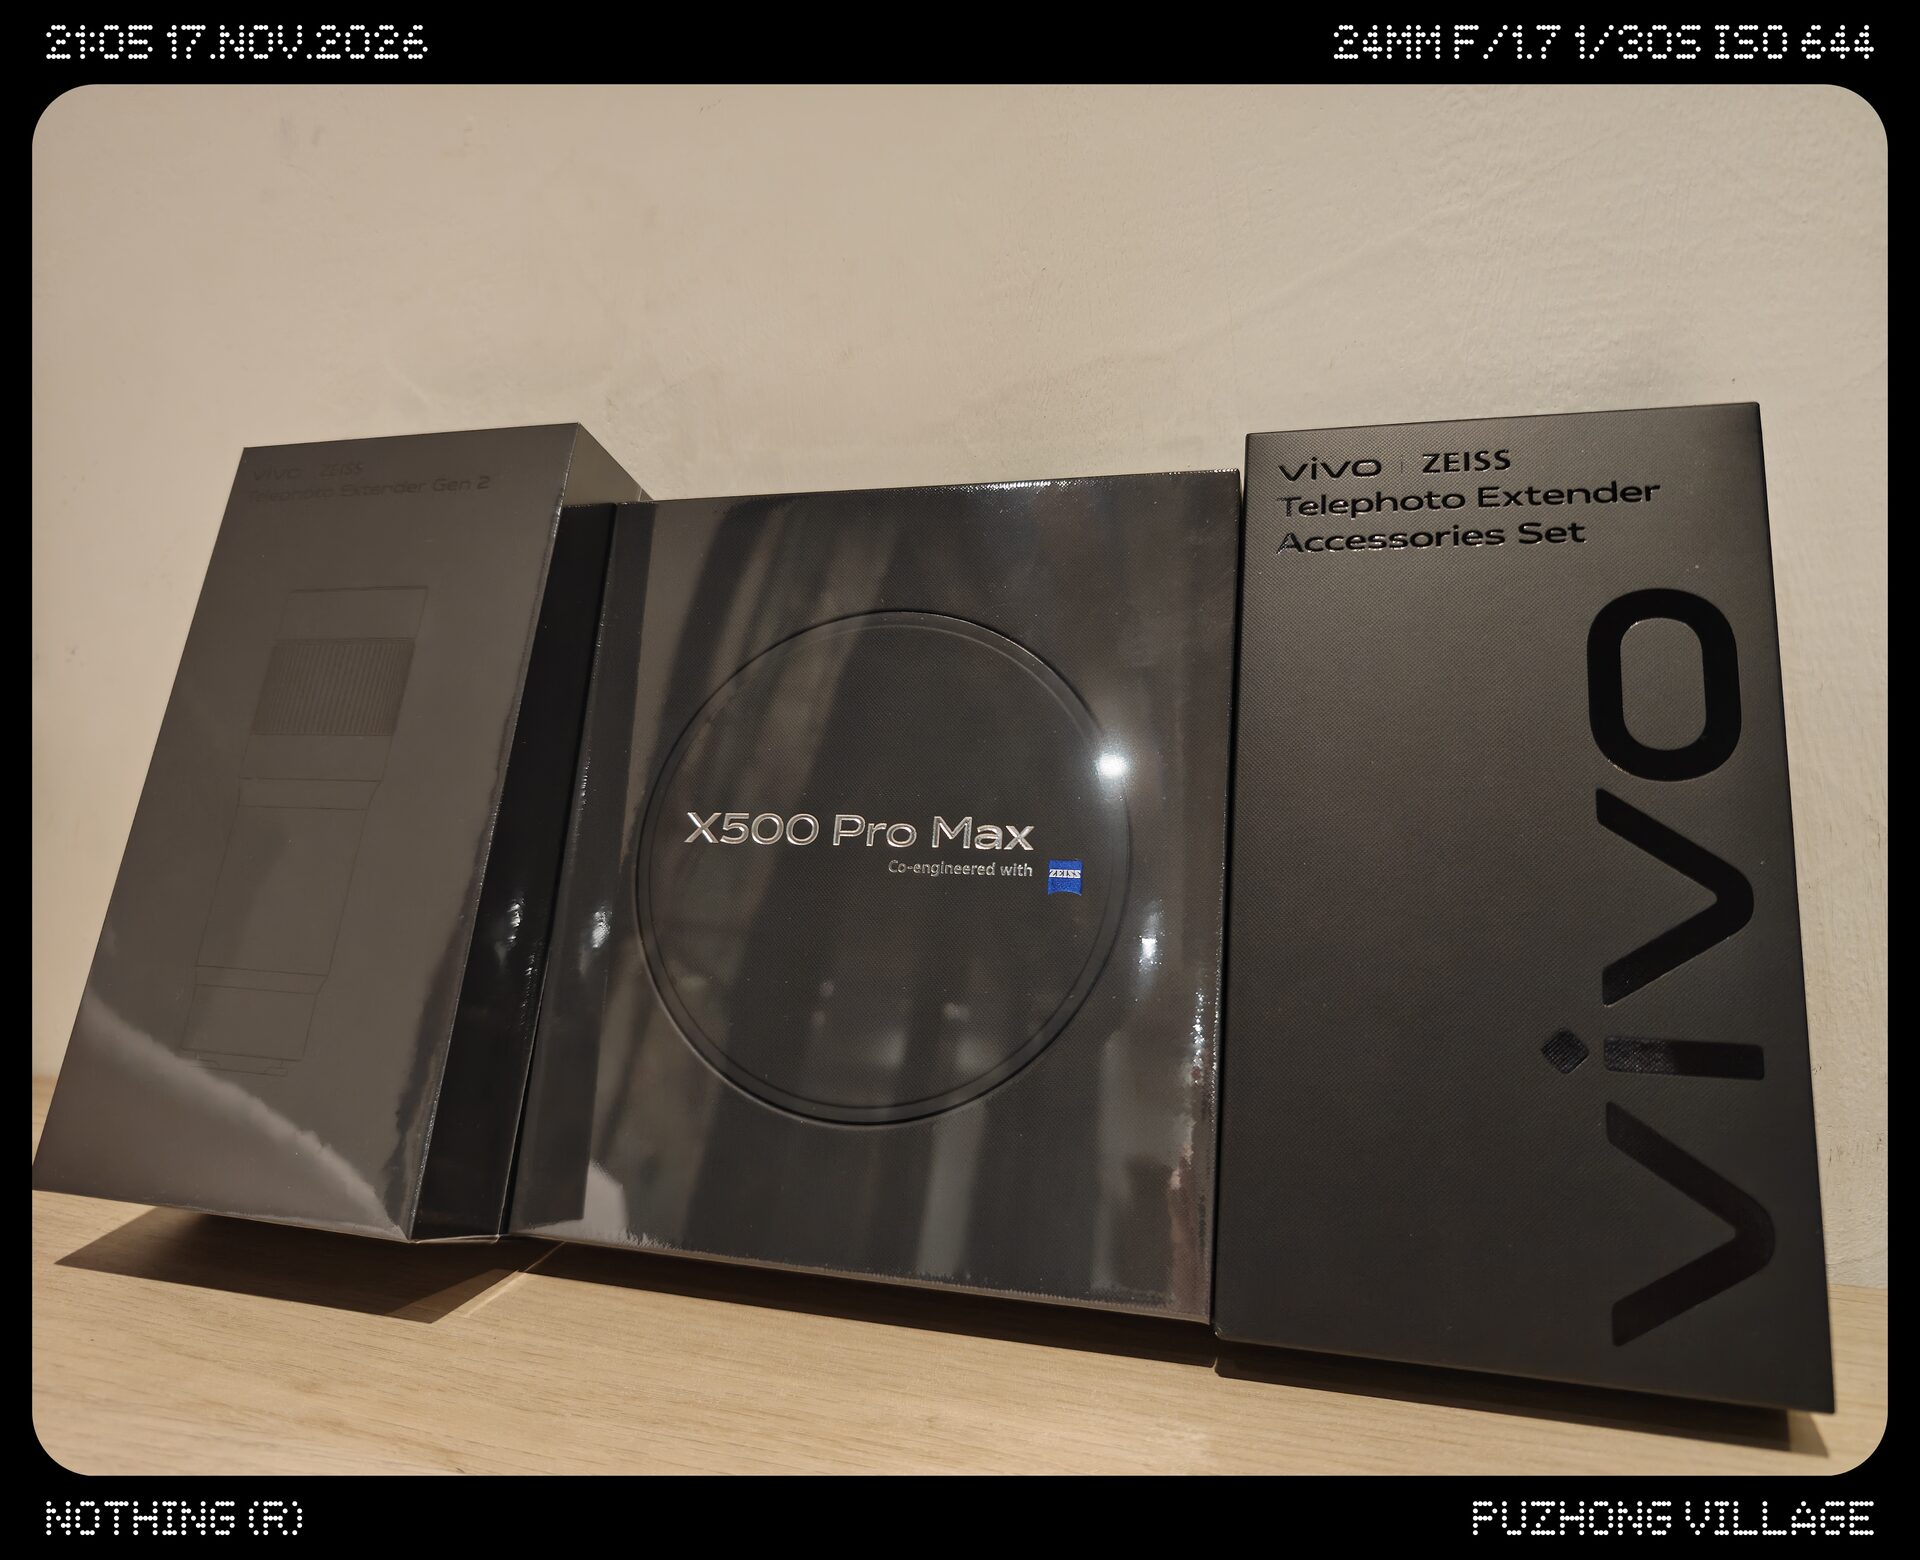 21:05 17.NOV.2026
24MM F/1.7 1/30S ISO 644
vivo ZEISS
Telephoto Extender Gen 2
X500 Pro Max
Co-engineered with
ZEISS
vivo | ZEISS
Telephoto Extender
Accessories Set
vivo
NOTHING (R)
PUZHONG VILLAGE